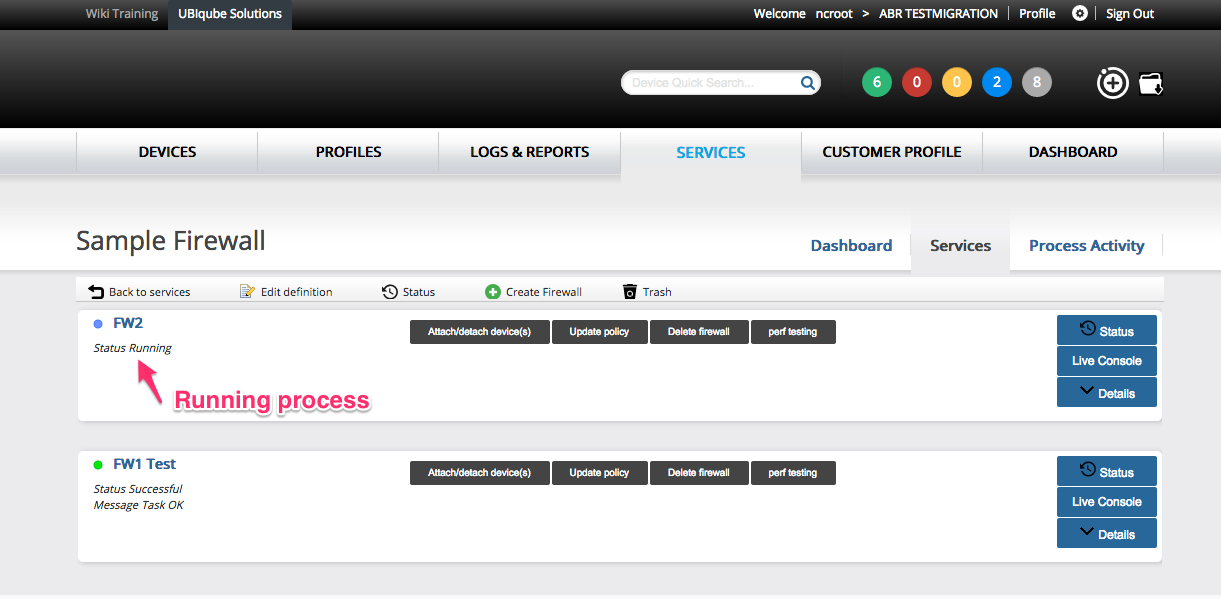 Wiki Training UBIqube Solutions Welcome ncroot > ABR TESTMIGRATION Profile Sign Out
Device Quick Search... 6 0 0 2 8
DEVICES PROFILES LOGS & REPORTS SERVICES CUSTOMER PROFILE DASHBOARD
Sample Firewall Dashboard Services Process Activity
Back to services Edit definition Status Create Firewall Trash
FW2 Attach/detach device(s) Update policy Delete firewall perf testing Status
Status Running
Live Console
Details
Running process
FW1 Test Attach/detach device(s) Update policy Delete firewall perf testing Status
Status Successful
Live Console
Message Task OK
Details